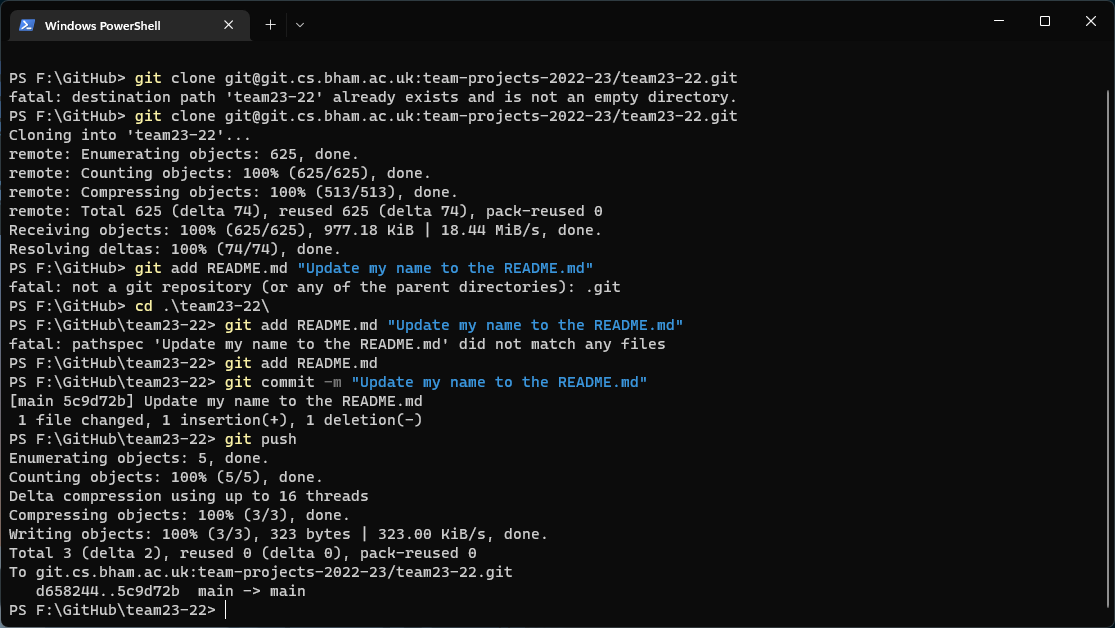 Windows PowerShell
PS F:\GitHub> git clone git@git.cs.bham.ac.uk:team-projects-2022-23/team23-22.git
fatal: destination path 'team23-22' already exists and is not an empty directory.
PS F:\GitHub> git clone git@git.cs.bham.ac.uk:team-projects-2022-23/team23-22.git
Cloning into 'team23-22'...
remote: Enumerating objects: 625, done.
remote: Counting objects: 100% (625/625), done.
remote: Compressing objects: 100% (513/513), done.
remote: Total 625 (delta 74), reused 625 (delta 74), pack-reused 0
Receiving objects: 100% (625/625), 977.18 KiB | 18.44 MiB/s, done.
Resolving deltas: 100% (74/74), done.
PS F:\GitHub> git add README.md "Update my name to the README.md"
fatal: not a git repository (or any of the parent directories): .git
PS F:\GitHub> cd .\team23-22\
PS F:\GitHub\team23-22> git add README.md "Update my name to the README.md"
fatal: pathspec 'Update my name to the README.md' did not match any files
PS F:\GitHub\team23-22> git add README.md
PS F:\GitHub\team23-22> git commit -m "Update my name to the README.md"
[main 5c9d72b] Update my name to the README.md
 1 file changed, 1 insertion(+), 1 deletion(-)
PS F:\GitHub\team23-22> git push
Enumerating objects: 5, done.
Counting objects: 100% (5/5), done.
Delta compression using up to 16 threads
Compressing objects: 100% (3/3), done.
Writing objects: 100% (3/3), 323 bytes | 323.00 KiB/s, done.
Total 3 (delta 2), reused 0 (delta 0), pack-reused 0
To git.cs.bham.ac.uk:team-projects-2022-23/team23-22.git
   d658244..5c9d72b  main -> main
PS F:\GitHub\team23-22>